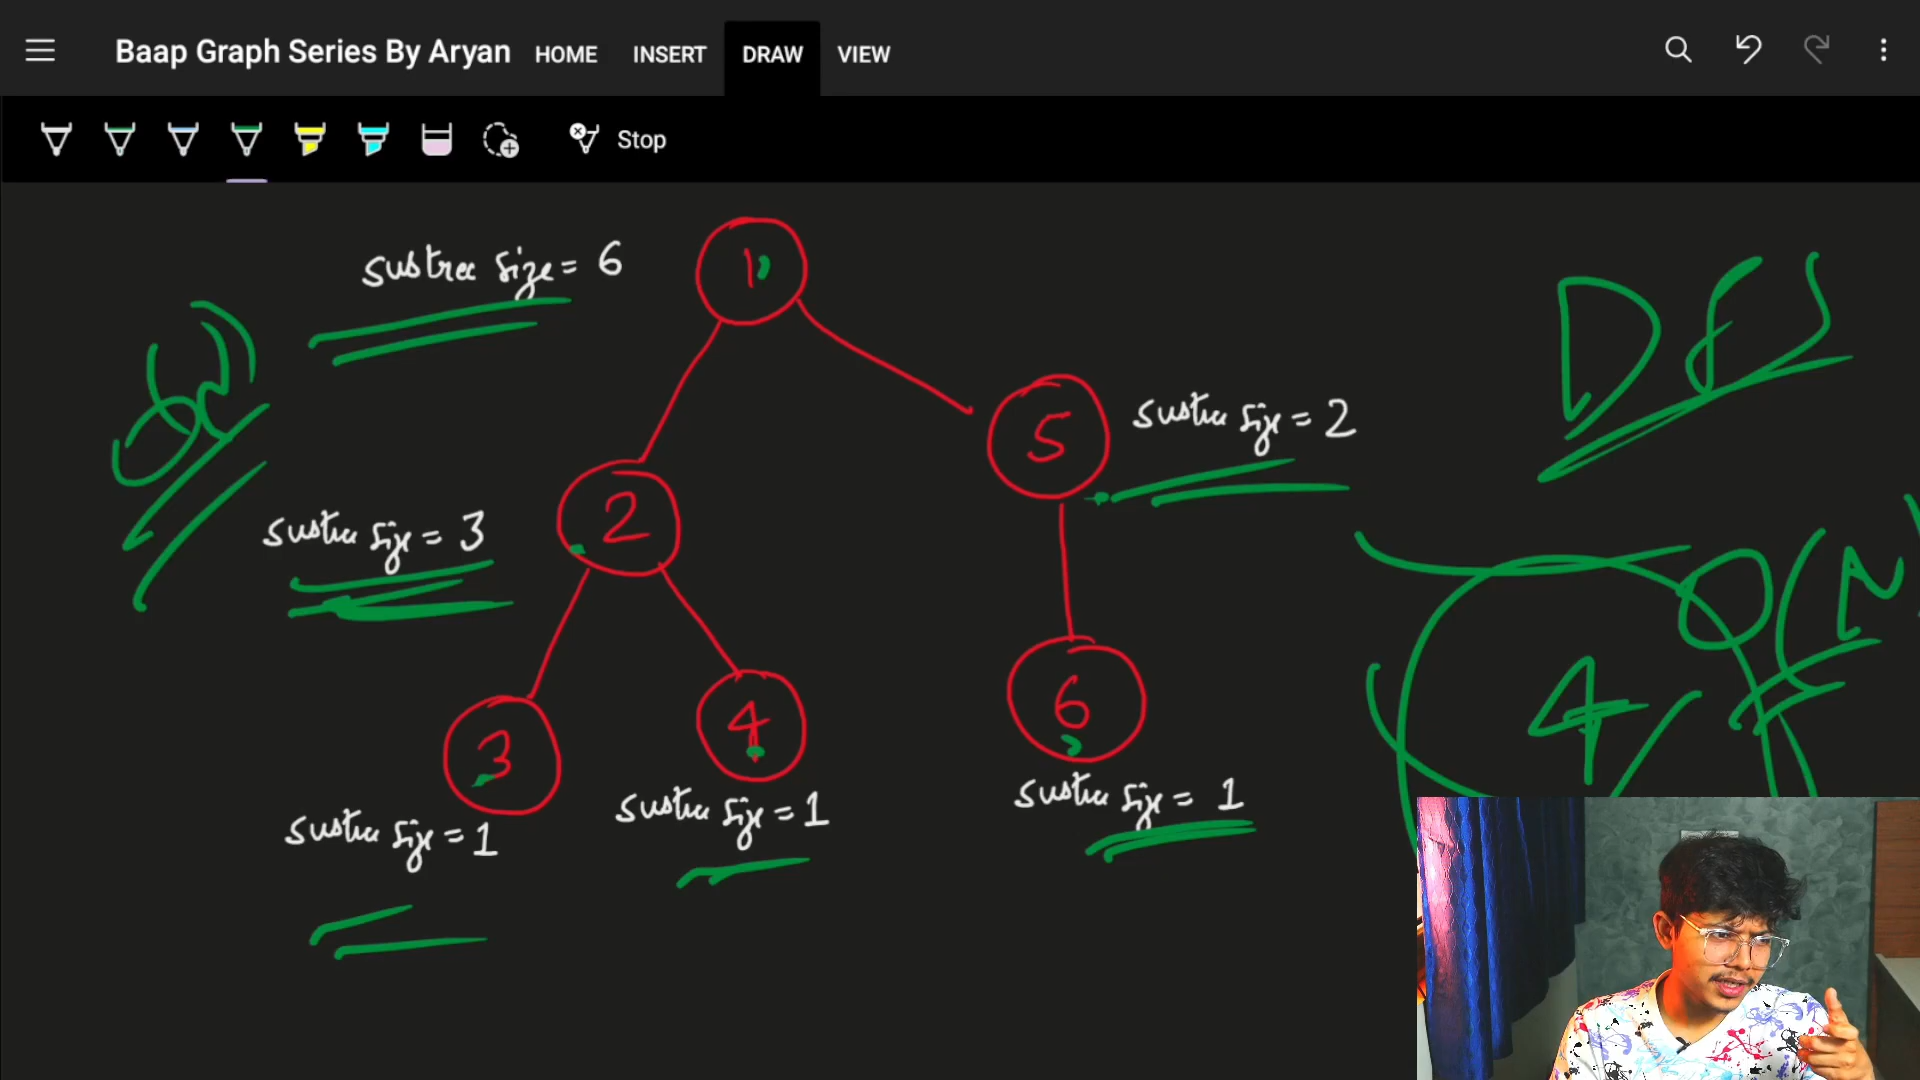 Baap Graph Series By Aryan HOME INSERT DRAW VIEW
Stop
subtree size = 6
1
DFS
5
subtree size = 2
2
subtree size = 3
O(N)
4
3
4
6
subtree size = 1
subtree size = 1
subtree size = 1